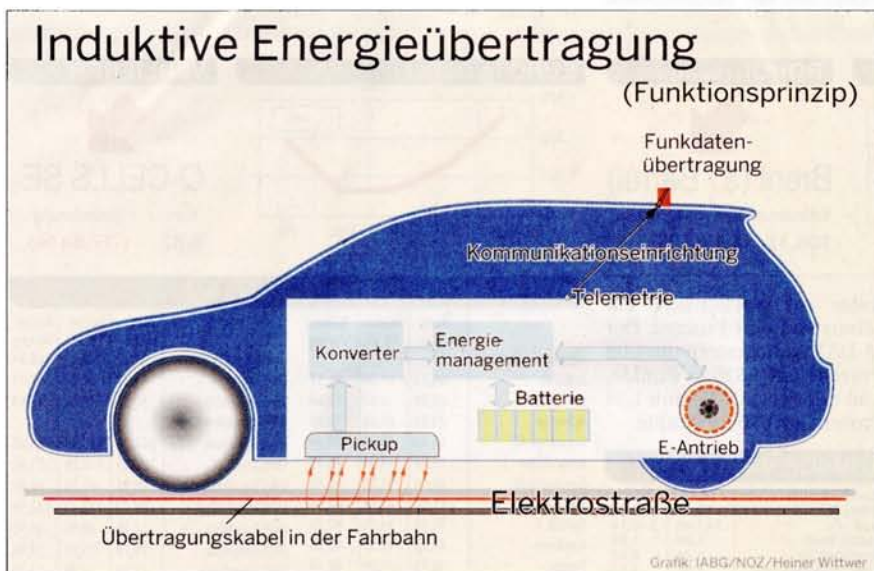 Induktive Energieübertragung
(Funktionsprinzip)
Funkdaten-
übertragung
Kommunikationseinrichtung
Telemetrie
Konverter
Energie-
management
Batterie
Pickup
E-Antrieb
Elektrostraße
Übertragungskabel in der Fahrbahn
Grafik: IABG/NOZ/Heiner Wittwer